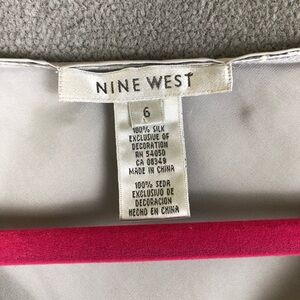 NINE WEST
6
100% SILK
EXCLUSIVE OF
DECORATION
RN 54050
CA 08349
MADE IN CHINA
100% SEDA
EXCLUSIVO DE
DECORACION
HECHO EN CHINA